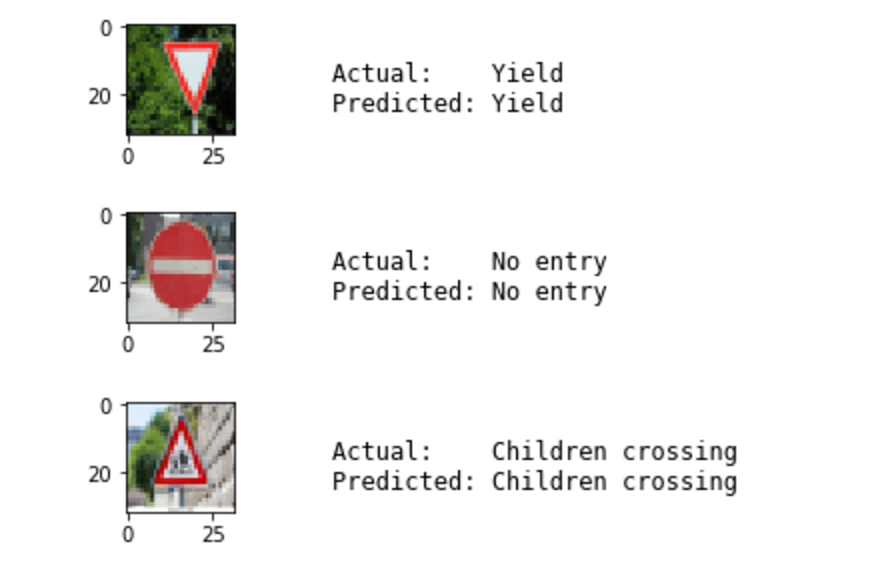 0
20
0 25
Actual: Yield
Predicted: Yield
0
20
0 25
Actual: No entry
Predicted: No entry
0
20
0 25
Actual: Children crossing
Predicted: Children crossing